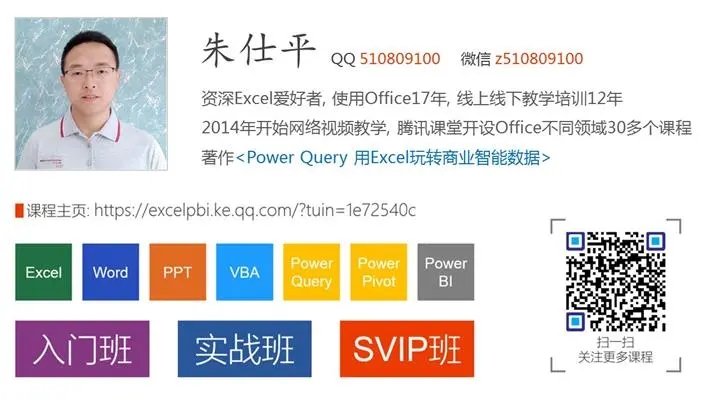 朱仕平 QQ 510809100 微信 z510809100
资深Excel爱好者, 使用Office17年, 线上线下教学培训12年
2014年开始网络视频教学, 腾讯课堂开设Office不同领域30多个课程
著作<Power Query 用Excel玩转商业智能数据>
课程主页: https://excelpbi.ke.qq.com/?tuin=1e72540c
Excel Word PPT VBA Power Query Power Pivot Power BI
入门班 实战班 SVIP班
扫一扫
关注更多课程